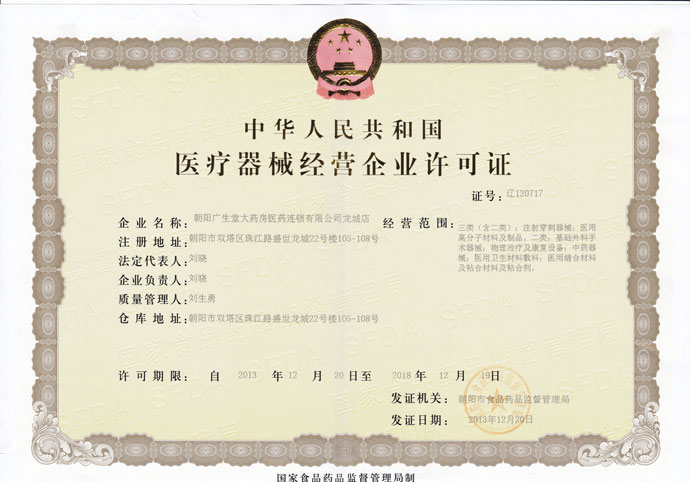 中华人民共和国
医疗器械经营企业许可证
证号:辽120717
企业名称:朝阳广生堂大药房医药连锁有限公司龙城店
注册地址:朝阳市双塔区珠江路盛世龙城22号楼105-108号
法定代表人:刘晓
企业负责人:刘晓
质量管理人:刘生勇
仓库地址:朝阳市双塔区珠江路盛世龙城22号楼105-108号
经营范围:三类(含二类):注射穿刺器械;医用
高分子材料及制品。二类:基础外科手
术器械;物理治疗及康复设备;中药器
械;医用卫生材料敷料;医用缝合材料
及粘合材料及粘合剂。
许可期限:自 2013 年 12 月 20 日至 2018 年 12 月 19 日
发证机关:朝阳市食品药品监督管理局
发证日期:2013年12月20日
国家食品药品监督管理局制